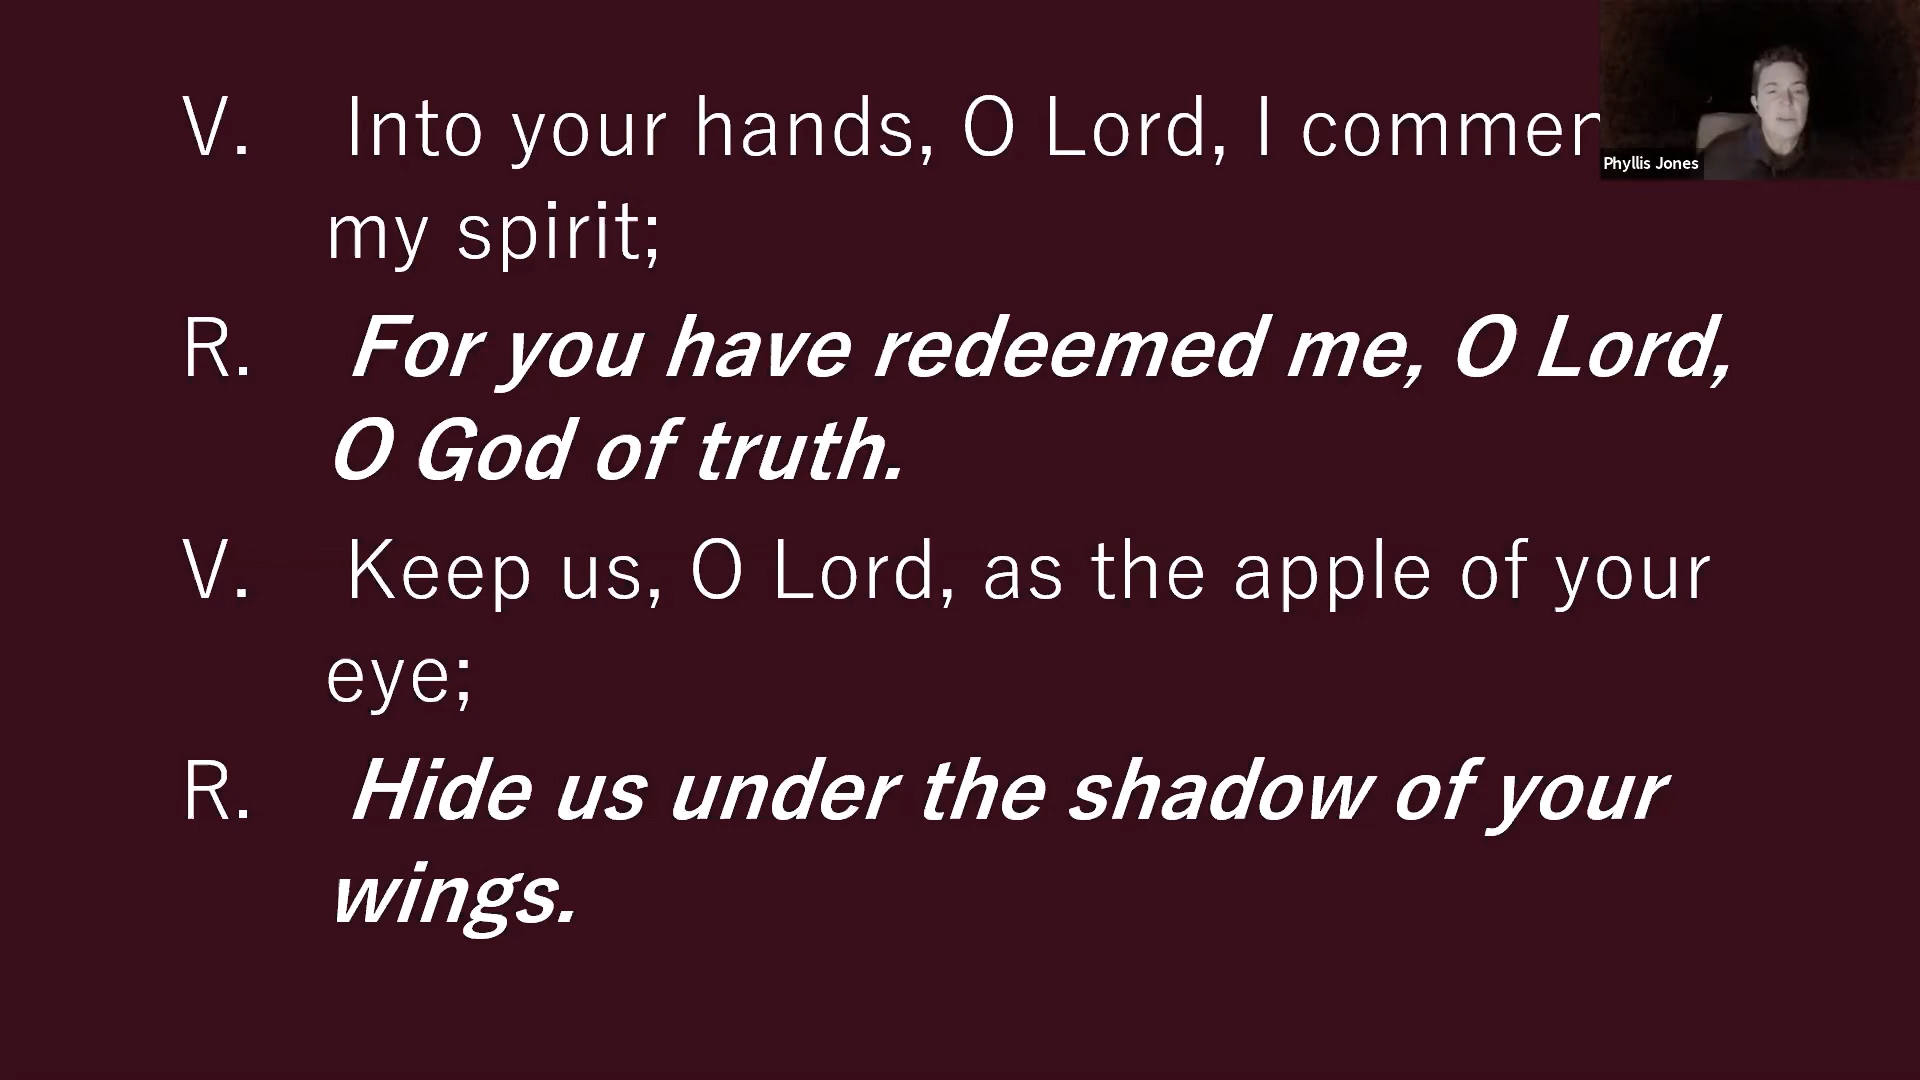 V. Into your hands, O Lord, I commen
my spirit;
R. For you have redeemed me, O Lord,
O God of truth.
V. Keep us, O Lord, as the apple of your
eye;
R. Hide us under the shadow of your
wings.
Phyllis Jones